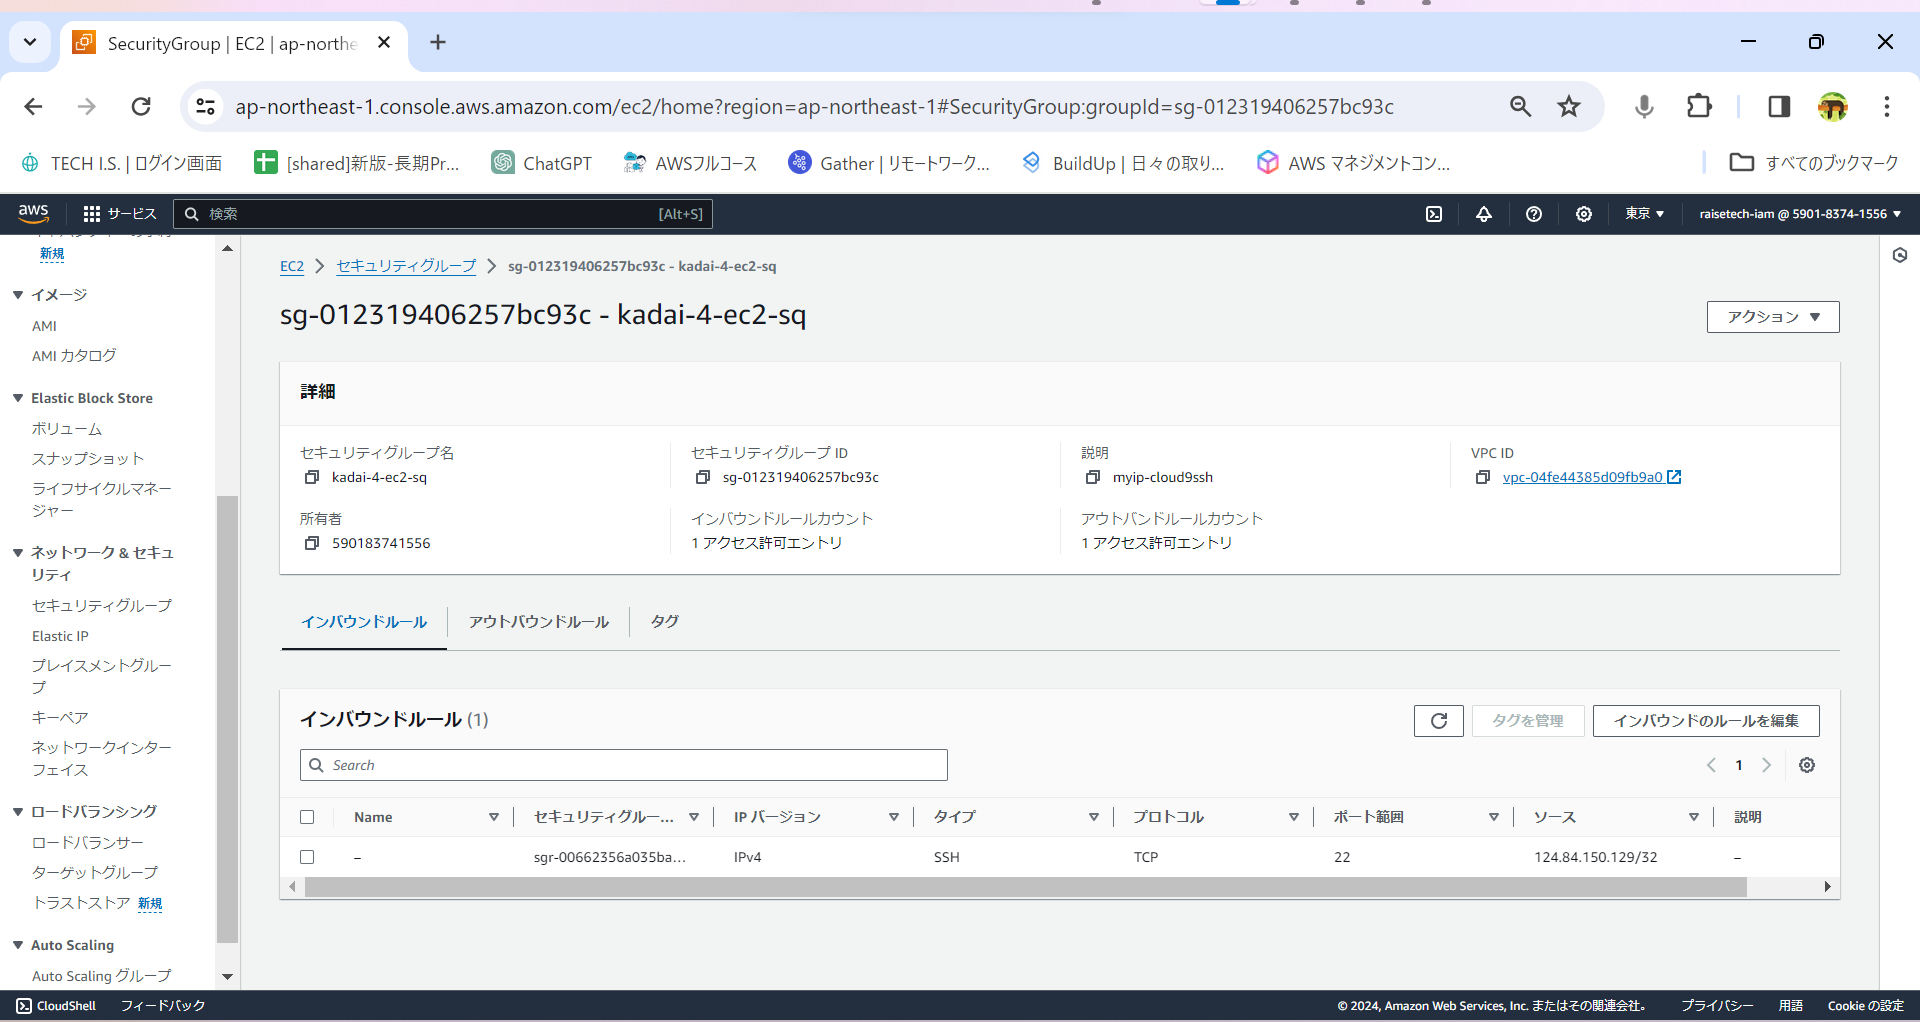 SecurityGroup | EC2 | ap-northe
ap-northeast-1.console.aws.amazon.com/ec2/home?region=ap-northeast-1#SecurityGroup:groupId=sg-012319406257bc93c
TECH I.S. | ログイン画面
[shared]新版-長期Pr...
ChatGPT
AWSフルコース
Gather | リモートワーク...
BuildUp | 日々の取り...
AWS マネジメントコン...
すべてのブックマーク
aws
サービス
検索
[Alt+S]
東京
raisetech-iam @ 5901-8374-1556
新規
イメージ
AMI
AMI カタログ
Elastic Block Store
ボリューム
スナップショット
ライフサイクルマネー
ジャー
ネットワーク & セキュ
リティ
セキュリティグループ
Elastic IP
プレイスメントグルー
プ
キーペア
ネットワークインター
フェイス
ロードバランシング
ロードバランサー
ターゲットグループ
トラストストア 新規
Auto Scaling
Auto Scaling グループ
EC2
セキュリティグループ
sg-012319406257bc93c - kadai-4-ec2-sq
sg-012319406257bc93c - kadai-4-ec2-sq
アクション
詳細
セキュリティグループ名
kadai-4-ec2-sq
セキュリティグループ ID
sg-012319406257bc93c
説明
myip-cloud9ssh
VPC ID
vpc-04fe44385d09fb9a0
所有者
590183741556
インバウンドルールカウント
1 アクセス許可エントリ
アウトバンドルールカウント
1 アクセス許可エントリ
インバウンドルール
アウトバウンドルール
タグ
インバウンドルール (1)
タグを管理
インバウンドのルールを編集
Search
1
Name
セキュリティグルー...
IP バージョン
タイプ
プロトコル
ポート範囲
ソース
説明
–
sgr-00662356a035ba...
IPv4
SSH
TCP
22
124.84.150.129/32
–
CloudShell
フィードバック
© 2024, Amazon Web Services, Inc. またはその関連会社。
プライバシー
用語
Cookie の設定